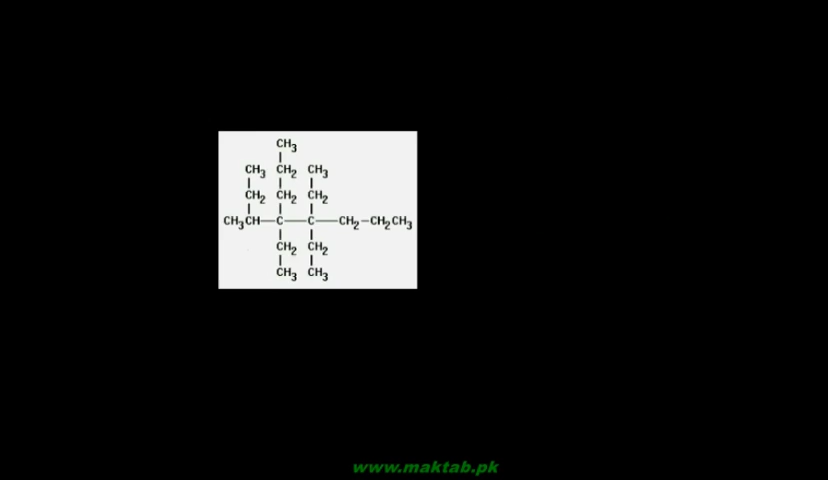 CH3
CH3 CH2 CH3
CH2 CH2 CH2
CH3CH—C—C—CH2–CH2CH3
CH2 CH2
CH3 CH3
www.maktab.pk